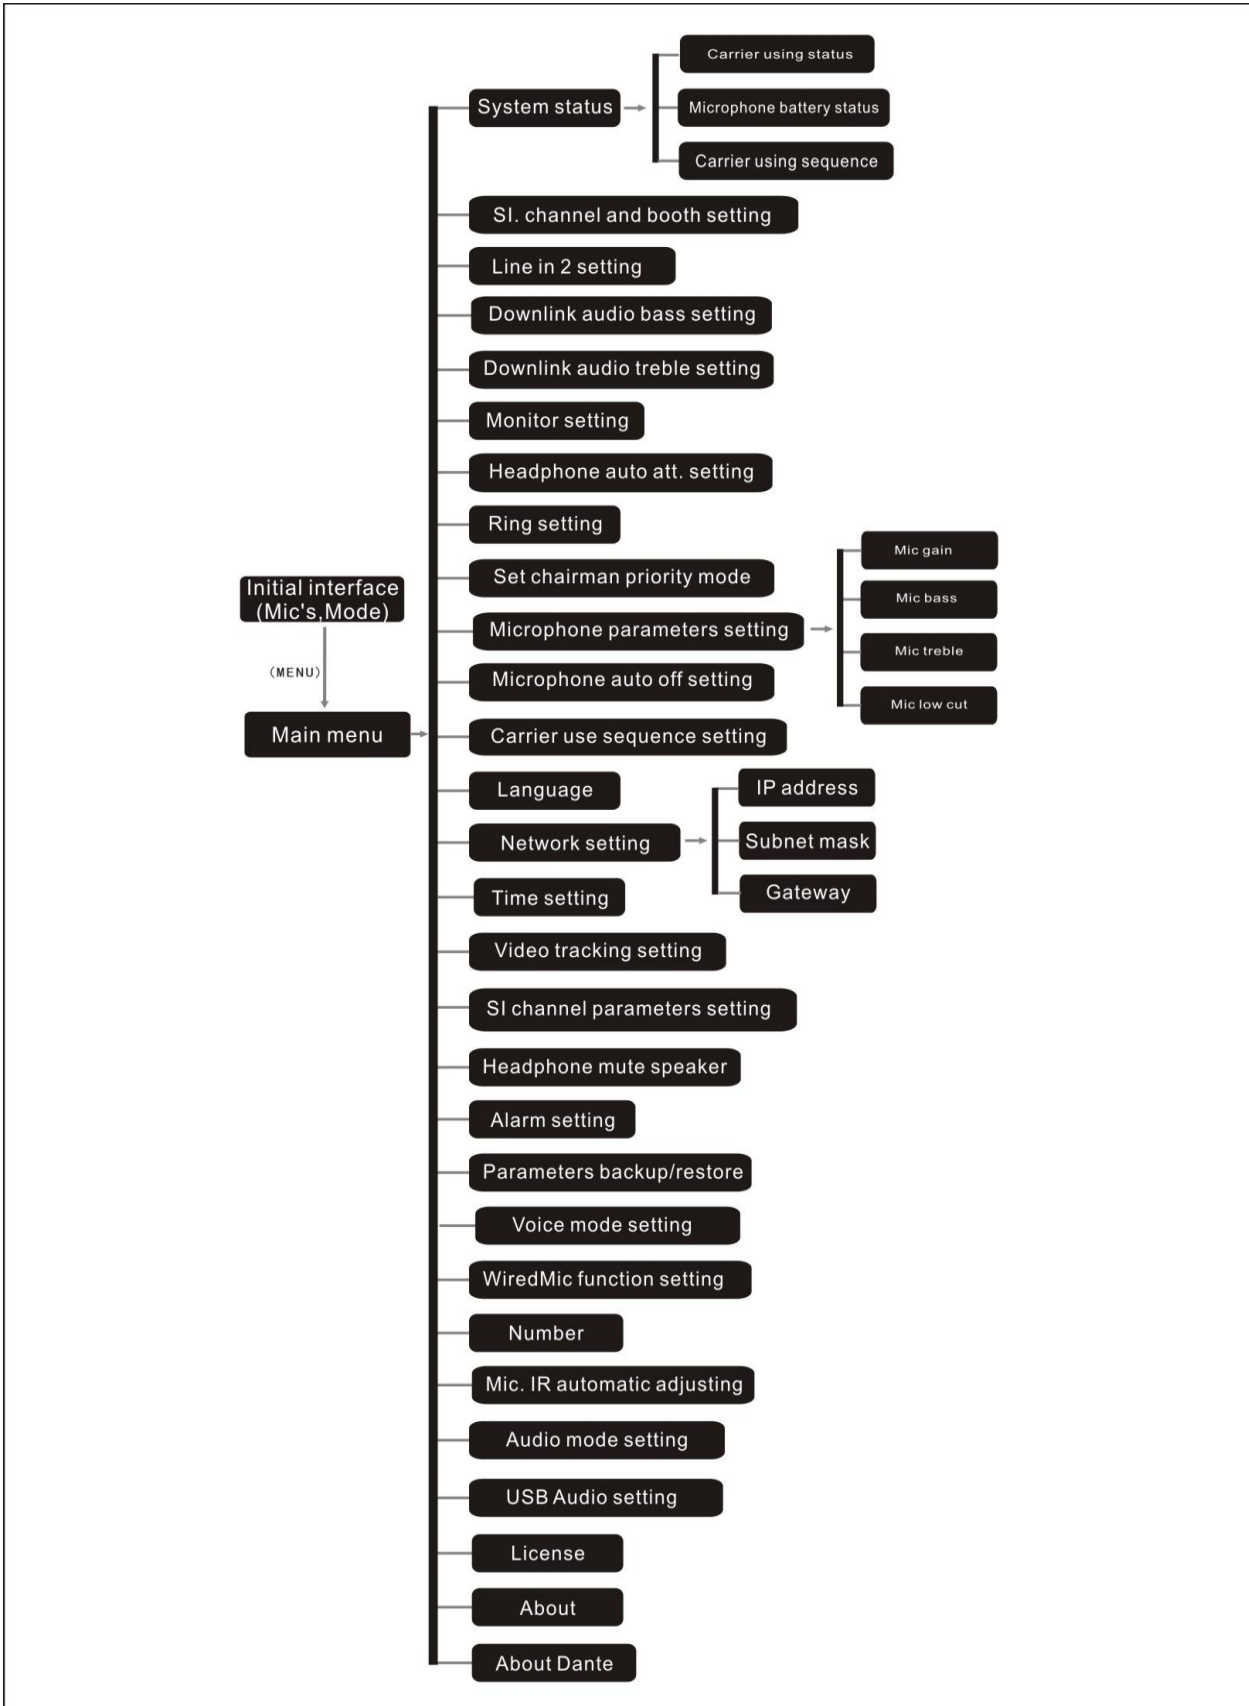 Carrier using status
System status
Microphone battery status
Carrier using sequence
SI. channel and booth setting
Line in 2 setting
Downlink audio bass setting
Downlink audio treble setting
Monitor setting
Headphone auto att. setting
Ring setting
Initial interface
(Mic's,Mode)
(MENU)
Main menu
Set chairman priority mode
Microphone parameters setting
Mic gain
Mic bass
Mic treble
Mic low cut
Microphone auto off setting
Carrier use sequence setting
Language
Network setting
IP address
Subnet mask
Gateway
Time setting
Video tracking setting
SI channel parameters setting
Headphone mute speaker
Alarm setting
Parameters backup/restore
Voice mode setting
WiredMic function setting
Number
Mic. IR automatic adjusting
Audio mode setting
USB Audio setting
License
About
About Dante